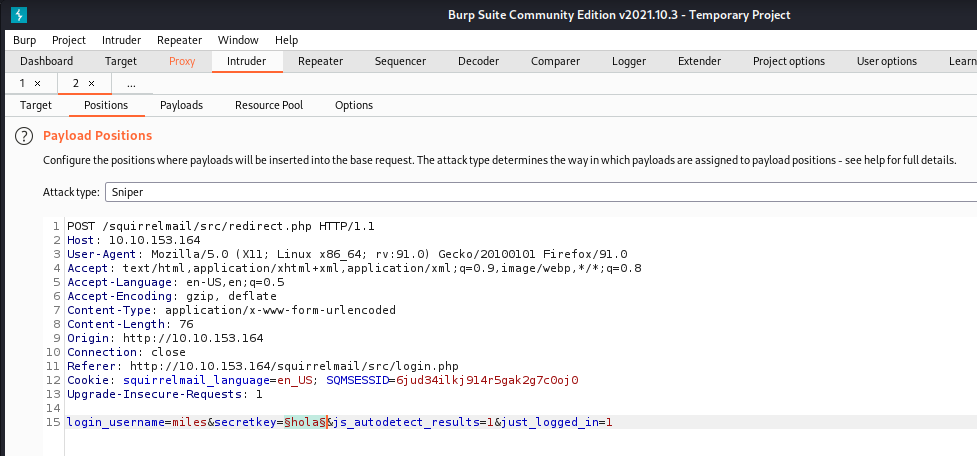 Burp Suite Community Edition v2021.10.3 - Temporary Project
Burp Project Intruder Repeater Window Help
Dashboard Target Proxy Intruder Repeater Sequencer Decoder Comparer Logger Extender Project options User options Learn
1 × 2 × ...
Target Positions Payloads Resource Pool Options
? Payload Positions
Configure the positions where payloads will be inserted into the base request. The attack type determines the way in which payloads are assigned to payload positions - see help for full details.
Attack type: Sniper
1 POST /squirrelmail/src/redirect.php HTTP/1.1
2 Host: 10.10.153.164
3 User-Agent: Mozilla/5.0 (X11; Linux x86_64; rv:91.0) Gecko/20100101 Firefox/91.0
4 Accept: text/html,application/xhtml+xml,application/xml;q=0.9,image/webp,*/*;q=0.8
5 Accept-Language: en-US,en;q=0.5
6 Accept-Encoding: gzip, deflate
7 Content-Type: application/x-www-form-urlencoded
8 Content-Length: 76
9 Origin: http://10.10.153.164
10 Connection: close
11 Referer: http://10.10.153.164/squirrelmail/src/login.php
12 Cookie: squirrelmail_language=en_US; SQMSESSID=6jud34ilkj914r5gak2g7c0oj0
13 Upgrade-Insecure-Requests: 1
14
15 login_username=miles&secretkey=§hola§&js_autodetect_results=1&just_logged_in=1